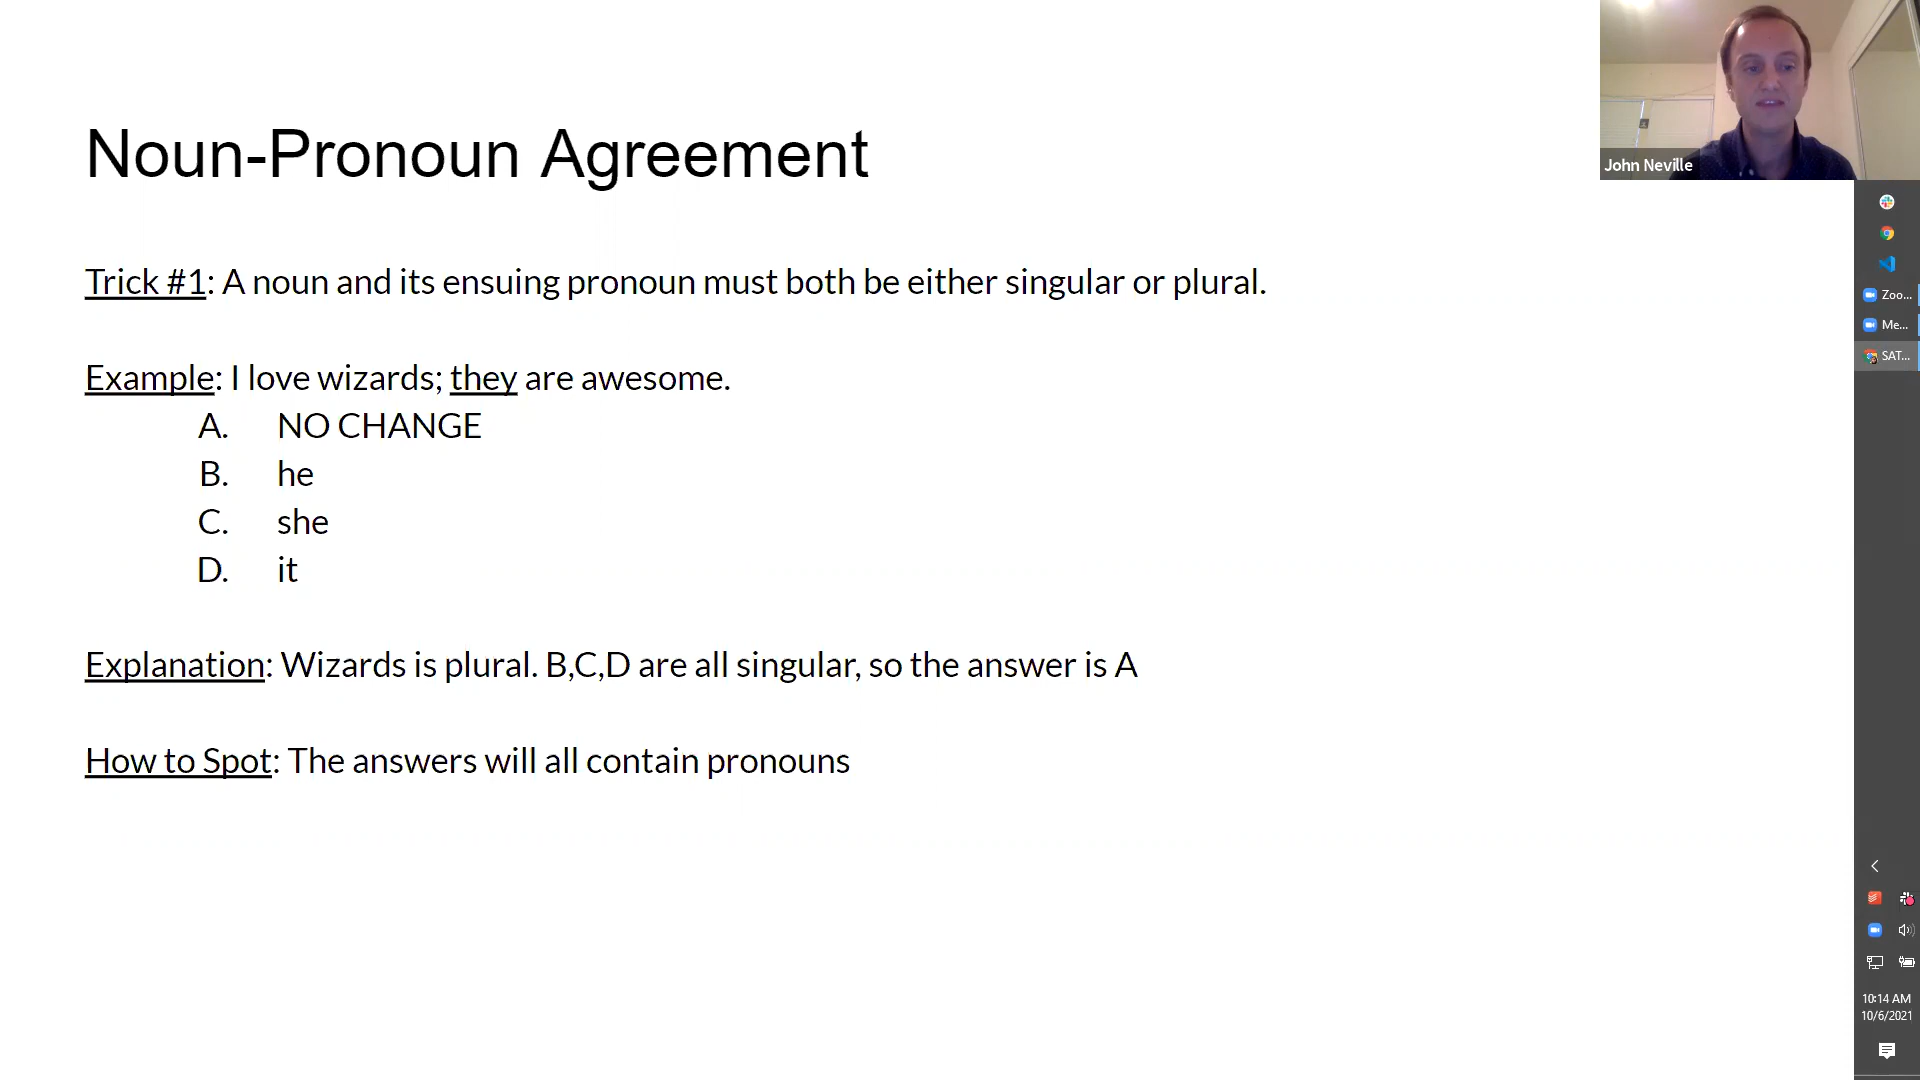 Noun-Pronoun Agreement
Trick #1: A noun and its ensuing pronoun must both be either singular or plural.
Example: I love wizards; they are awesome.
A. NO CHANGE
B. he
C. she
D. it
Explanation: Wizards is plural. B,C,D are all singular, so the answer is A
How to Spot: The answers will all contain pronouns
John Neville
Zoo...
Me...
SAT...
10:14 AM
10/6/2021